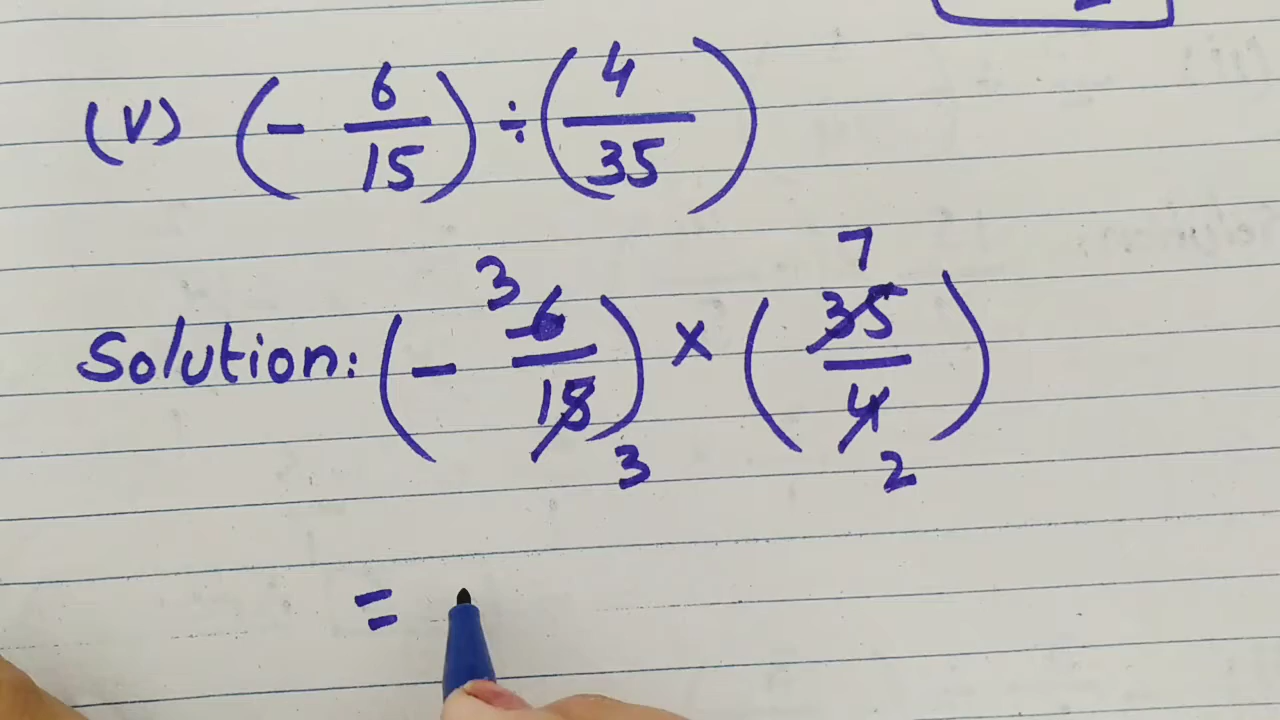 (V) (- 6/15) ÷ (4/35)
3 7
Solution: (- 6/15) × (35/4)
3 2
=